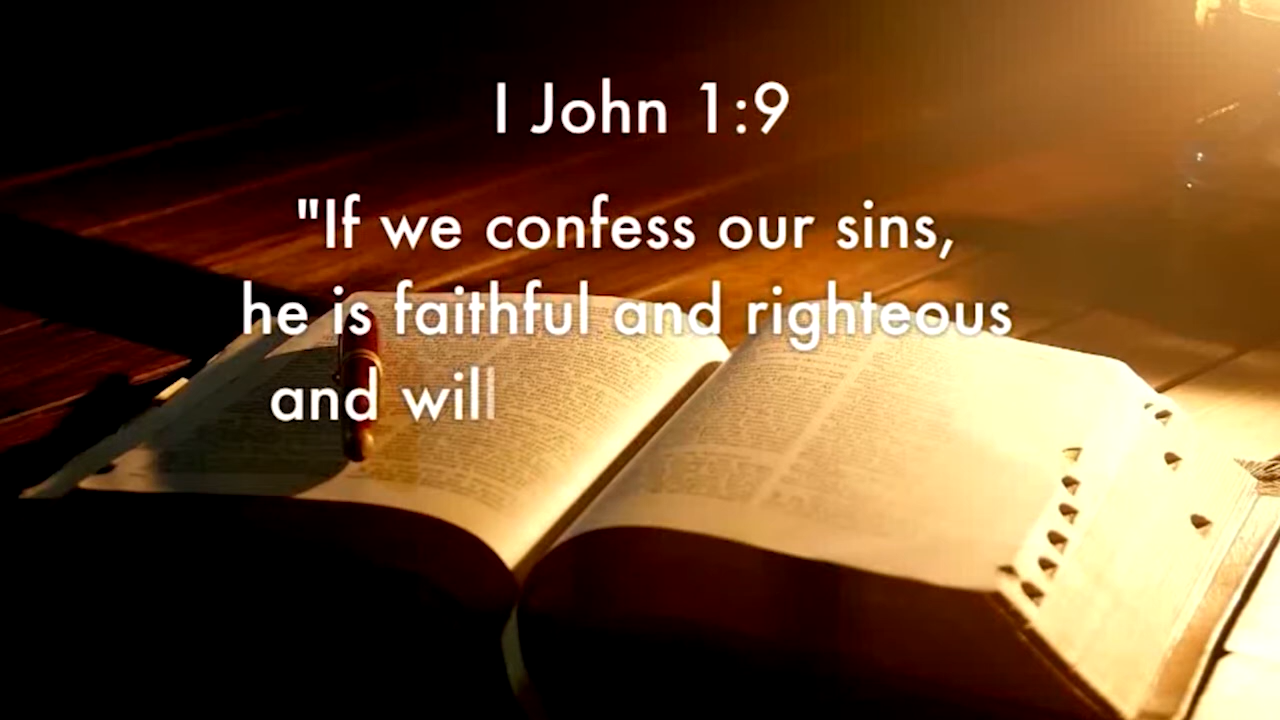 I John 1:9
"If we confess our sins,
he is faithful and righteous
and will